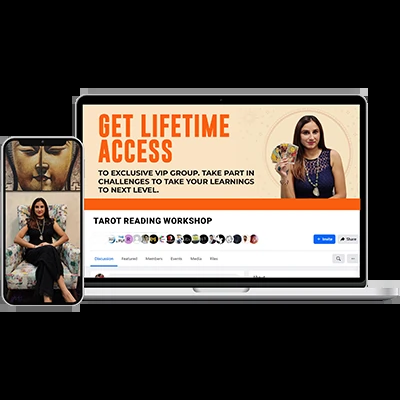 GET LIFETIME
ACCESS
TO EXCLUSIVE VIP GROUP. TAKE PART IN
CHALLENGES TO TAKE YOUR LEARNINGS
TO NEXT LEVEL.
TAROT READING WORKSHOP
+ Invite
Share
Discussion Featured Members Events Media Files